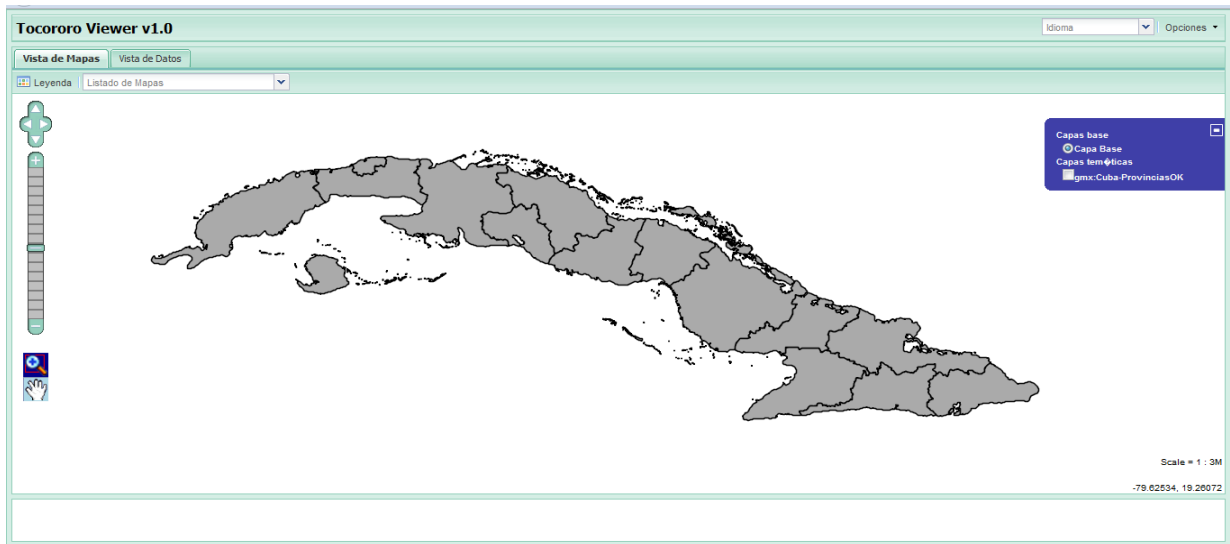 Tocororo Viewer v1.0
Idioma
Opciones
Vista de Mapas
Vista de Datos
Leyenda
Listado de Mapas
Capas base
Capa Base
Capas tem�ticas
gmx:Cuba-ProvinciasOK
Scale = 1 : 3M
-79.62534, 19.26072